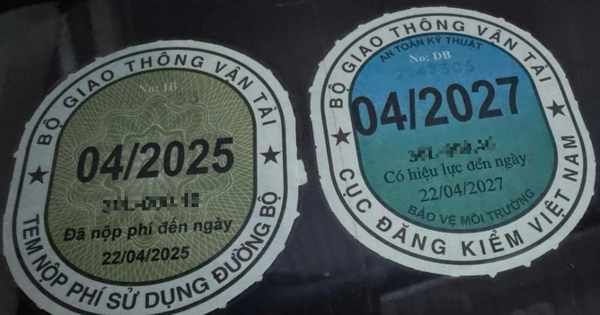 BỘ GIAO THÔNG VẬN TẢI
No: IB
04/2025
Đã nộp phí đến ngày
22/04/2025
TEM NỘP PHÍ SỬ DỤNG ĐƯỜNG BỘ
BỘ GIAO THÔNG VẬN TẢI
AN TOÀN KỸ THUẬT
No: DB
04/2027
Có hiệu lực đến ngày
22/04/2027
BẢO VỆ MÔI TRƯỜNG
CỤC ĐĂNG KIỂM VIỆT NAM